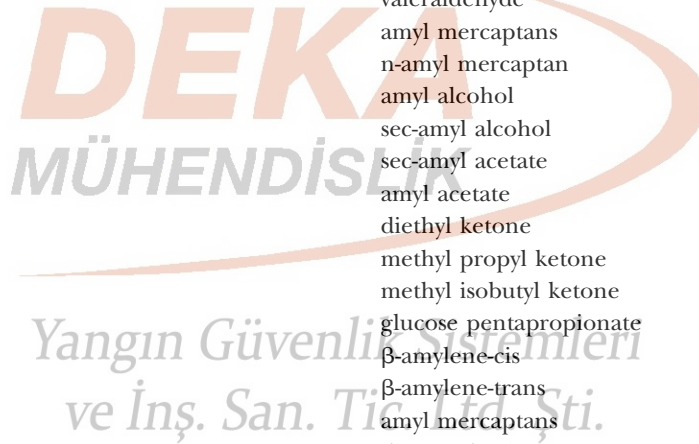 valeraldehyde
amyl mercaptans
n-amyl mercaptan
amyl alcohol
sec-amyl alcohol
sec-amyl acetate
amyl acetate
diethyl ketone
methyl propyl ketone
methyl isobutyl ketone
glucose pentapropionate
β-amylene-cis
β-amylene-trans
amyl mercaptans
DEKA
MÜHENDİSLİK
Yangın Güvenlik Sistemleri
ve İnş. San. Tic. Ltd. Şti.